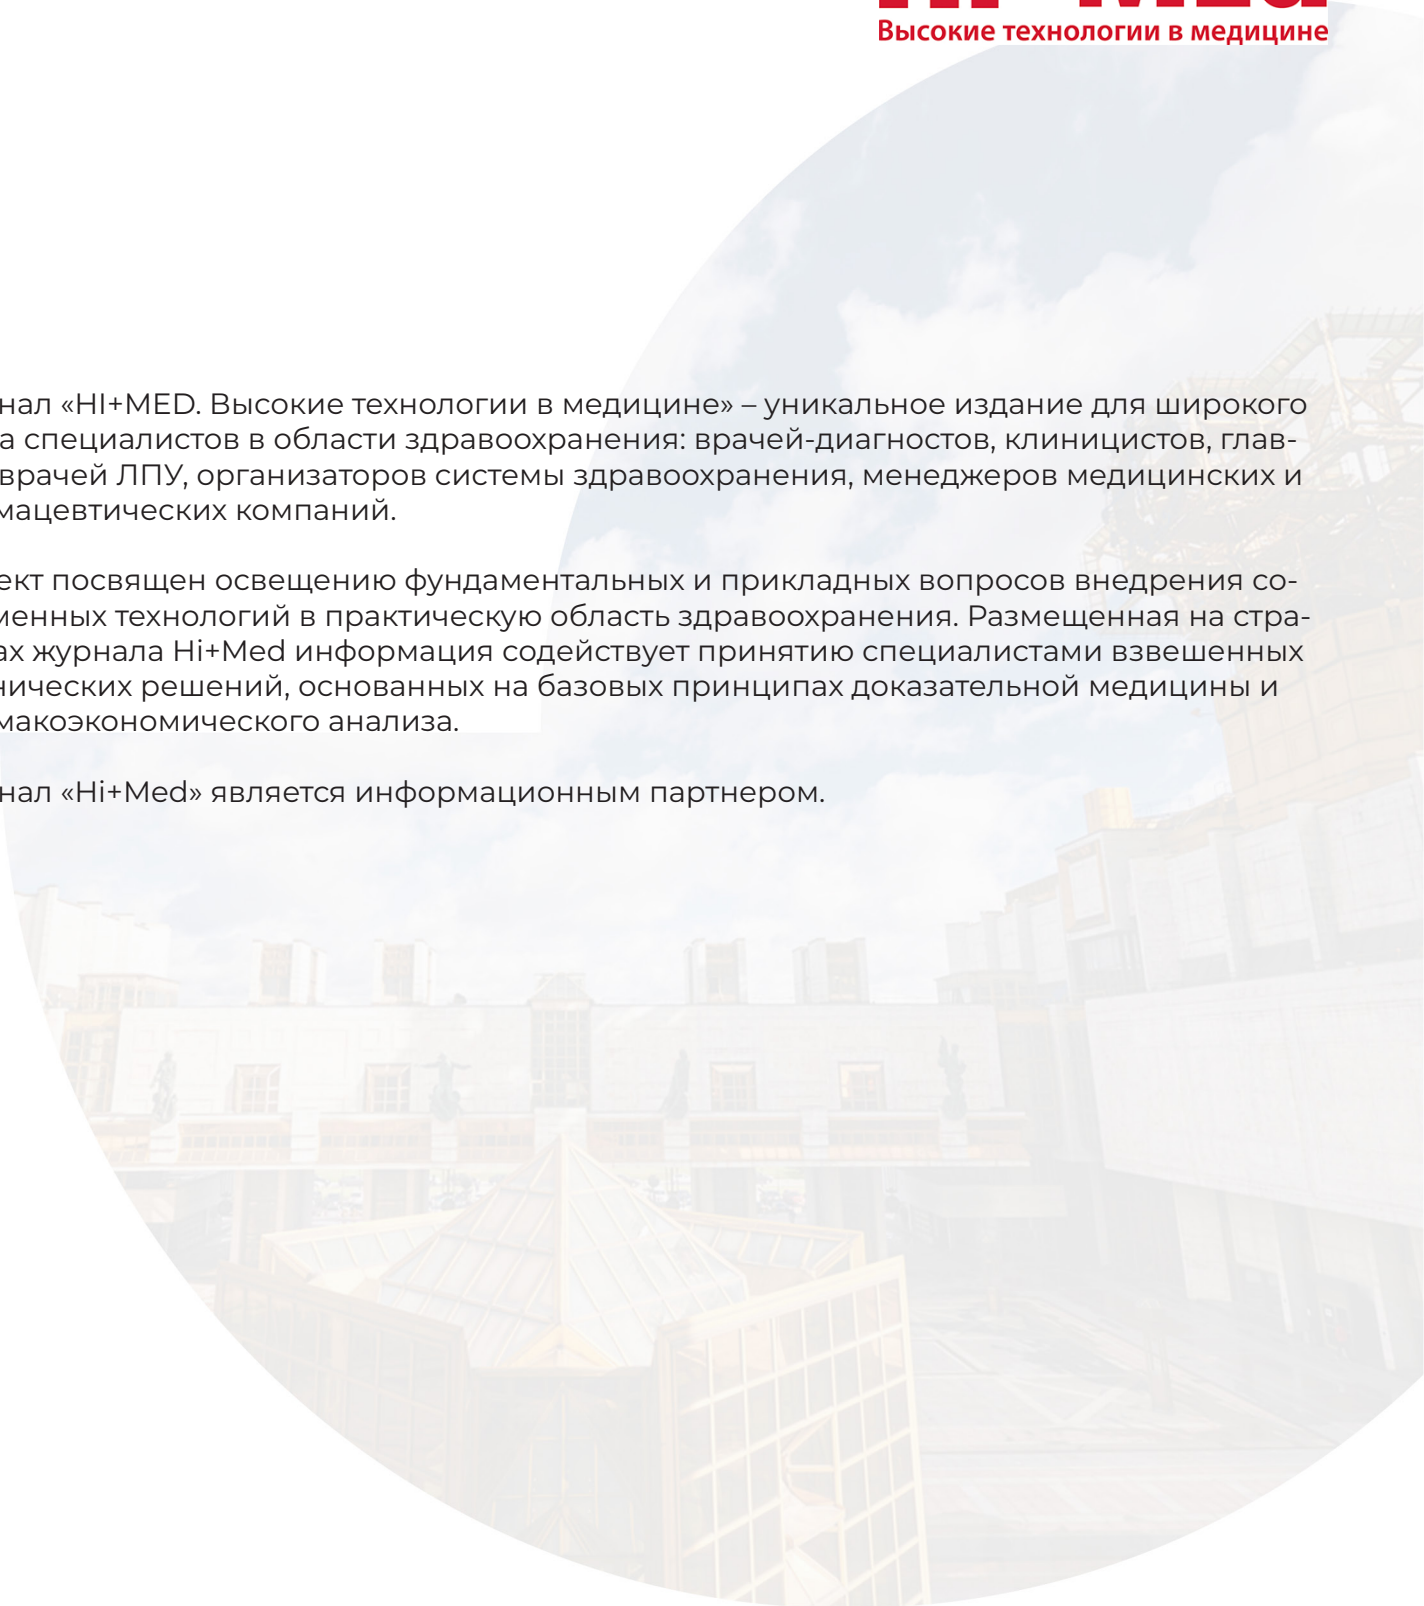 Высокие технологии в медицине
нал «HI+MED. Высокие технологии в медицине» – уникальное издание для широкого
а специалистов в области здравоохранения: врачей-диагностов, клиницистов, глав-
врачей ЛПУ, организаторов системы здравоохранения, менеджеров медицинских и
мацевтических компаний.
ект посвящен освещению фундаментальных и прикладных вопросов внедрения со-
менных технологий в практическую область здравоохранения. Размещенная на стра-
ах журнала Hi+Med информация содействует принятию специалистами взвешенных
нических решений, основанных на базовых принципах доказательной медицины и
макоэкономического анализа.
нал «Hi+Med» является информационным партнером.